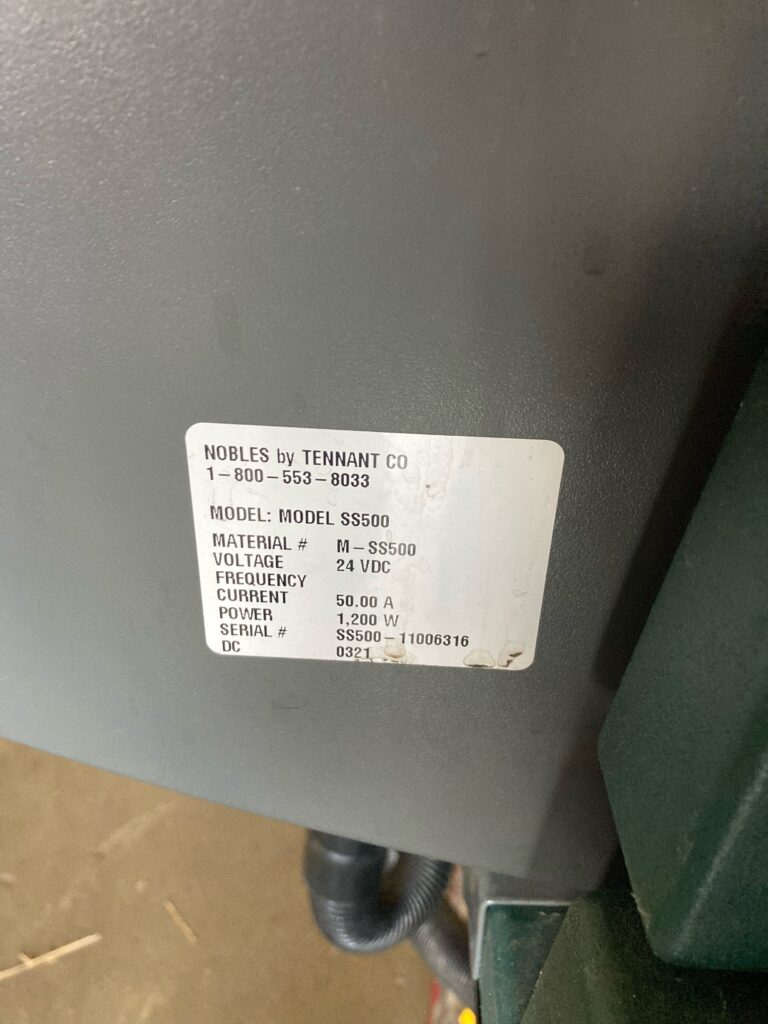 NOBLES by TENNANT CO
1-800-553-8033
MODEL: MODEL SS500
MATERIAL # M-SS500
VOLTAGE 24 VDC
FREQUENCY
CURRENT 50.00 A
POWER 1,200 W
SERIAL # SS500-11006316
DC 0321